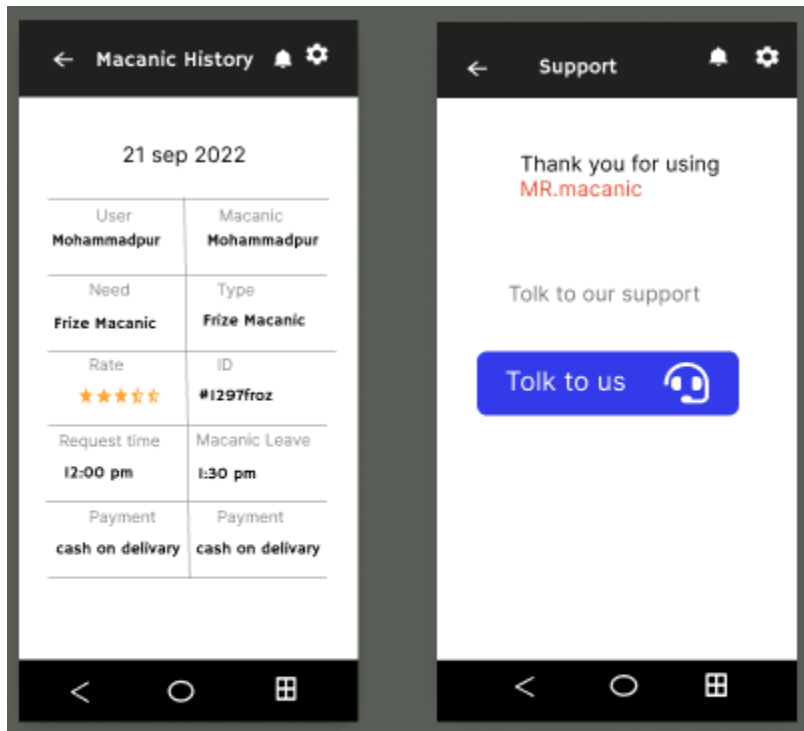 Macanic History
21 sep 2022
User Macanic
Mohammadpur Mohammadpur
Need Type
Frize Macanic Frize Macanic
Rate ID
#1297froz
Request time Macanic Leave
12:00 pm 1:30 pm
Payment Payment
cash on delivary cash on delivary
Support
Thank you for using
MR.macanic
Tolk to our support
Tolk to us